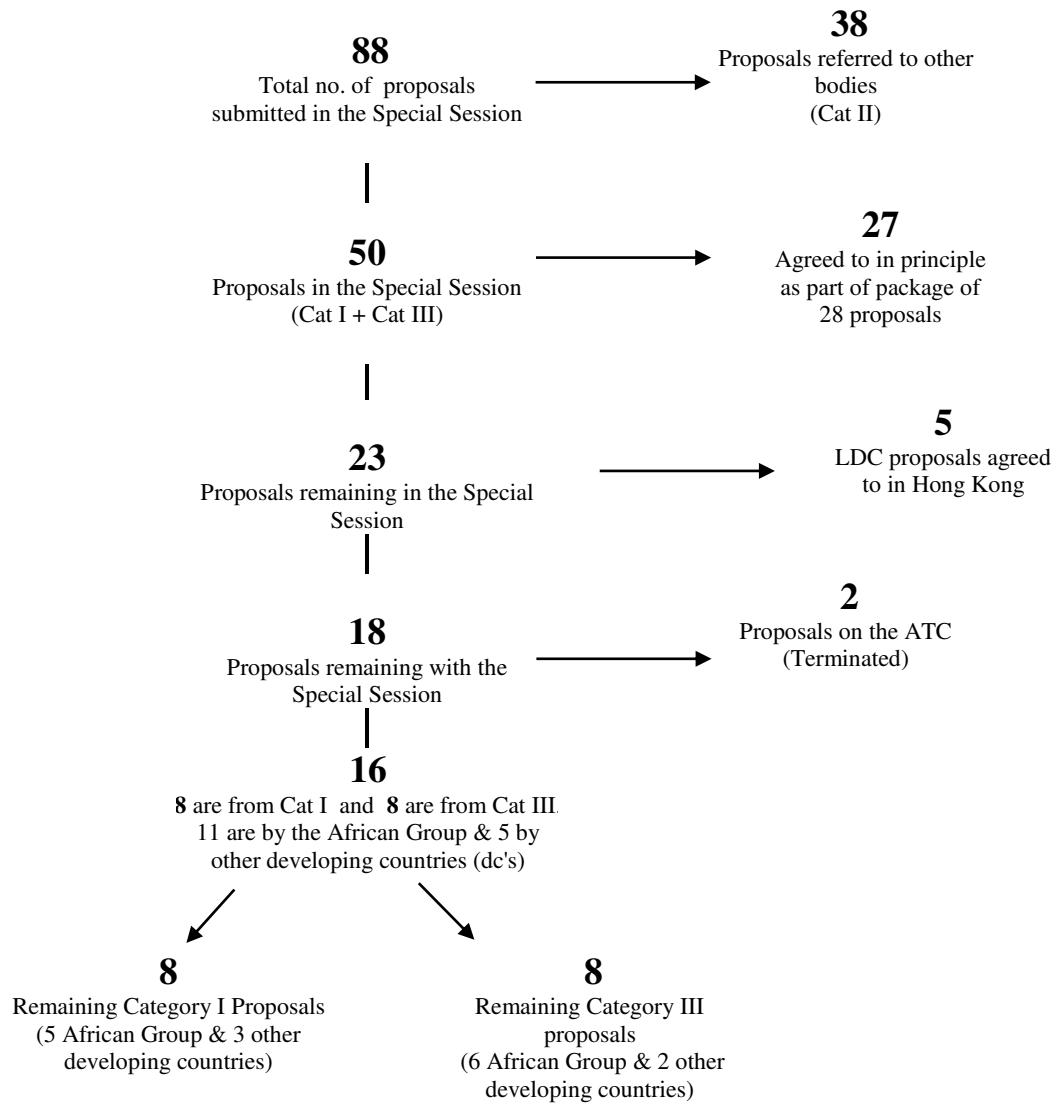 88
Total no. of proposals
submitted in the Special Session
38
Proposals referred to other
bodies
(Cat II)
50
Proposals in the Special Session
(Cat I + Cat III)
27
Agreed to in principle
as part of package of
28 proposals
23
Proposals remaining in the Special
Session
5
LDC proposals agreed
to in Hong Kong
18
Proposals remaining with the
Special Session
2
Proposals on the ATC
(Terminated)
16
8 are from Cat I and 8 are from Cat III.
11 are by the African Group & 5 by
other developing countries (dc's)
8
Remaining Category I Proposals
(5 African Group & 3 other
developing countries)
8
Remaining Category III
proposals
(6 African Group & 2 other
developing countries)